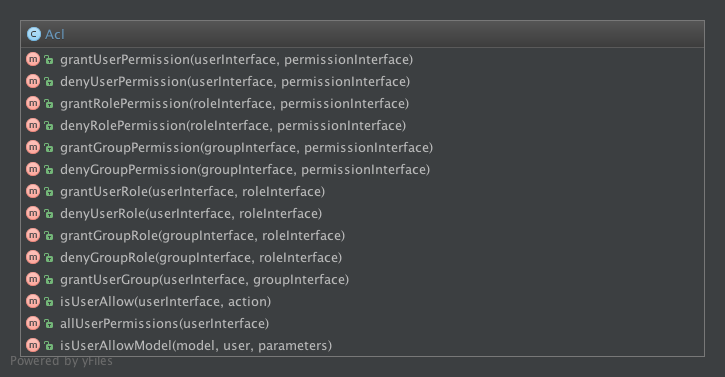 C Acl
m grantUserPermission(userInterface, permissionInterface)
m denyUserPermission(userInterface, permissionInterface)
m grantRolePermission(roleInterface, permissionInterface)
m denyRolePermission(roleInterface, permissionInterface)
m grantGroupPermission(groupInterface, permissionInterface)
m denyGroupPermission(groupInterface, permissionInterface)
m grantUserRole(userInterface, roleInterface)
m denyUserRole(userInterface, roleInterface)
m grantGroupRole(groupInterface, roleInterface)
m denyGroupRole(groupInterface, roleInterface)
m grantUserGroup(userInterface, groupInterface)
m isUserAllow(userInterface, action)
m allUserPermissions(userInterface)
m isUserAllowModel(model, user, parameters)
Powered by yFiles